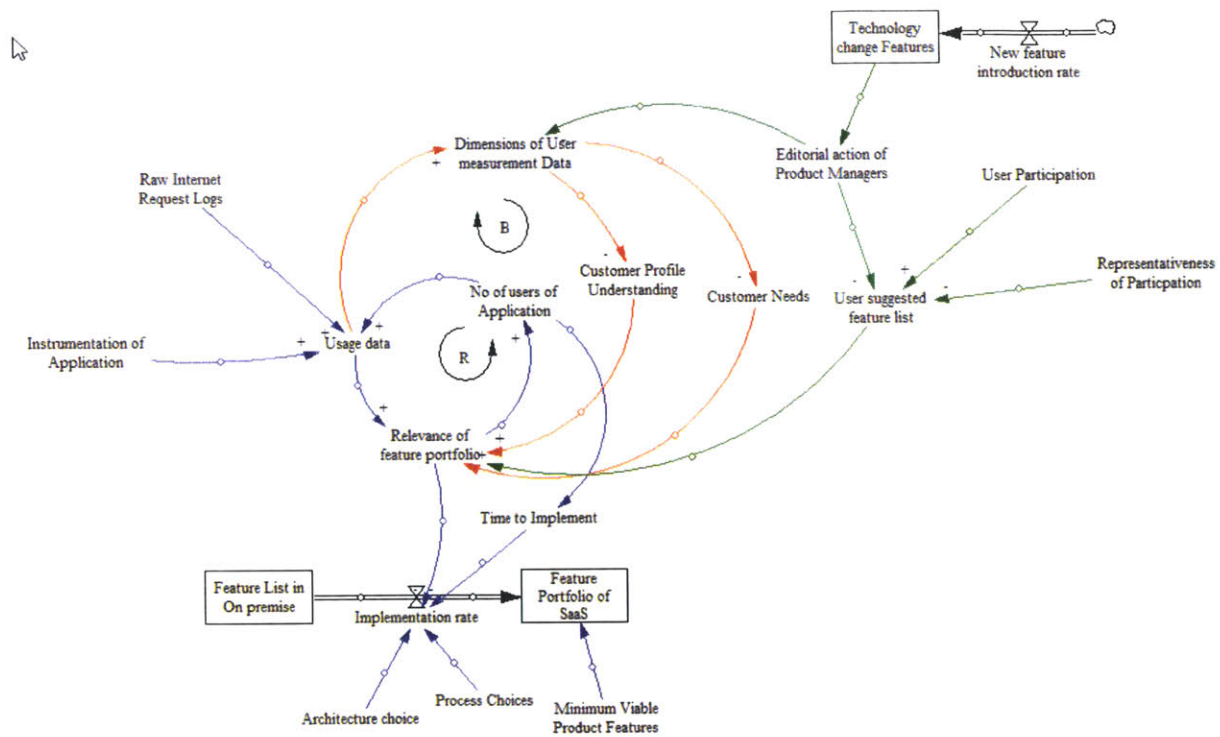 Technology
change Features
New feature
introduction rate
Dimensions of User
measurement Data
+
Editorial action of
Product Managers
User Participation
Raw Internet
Request Logs
B
-
Customer Profile
Understanding
-
Customer Needs
-
+
-
User suggested
feature list
Representativeness
of Particpation
No of users of
Application
+
Instrumentation of
Application
+
+
+
Usage data
R
+
Relevance of
feature portfolio
+
+
Time to Implement
Feature List in
On premise
Implementation rate
Feature
Portfolio of
SaaS
Architecture choice
Process Choices
Minimum Viable
Product Features